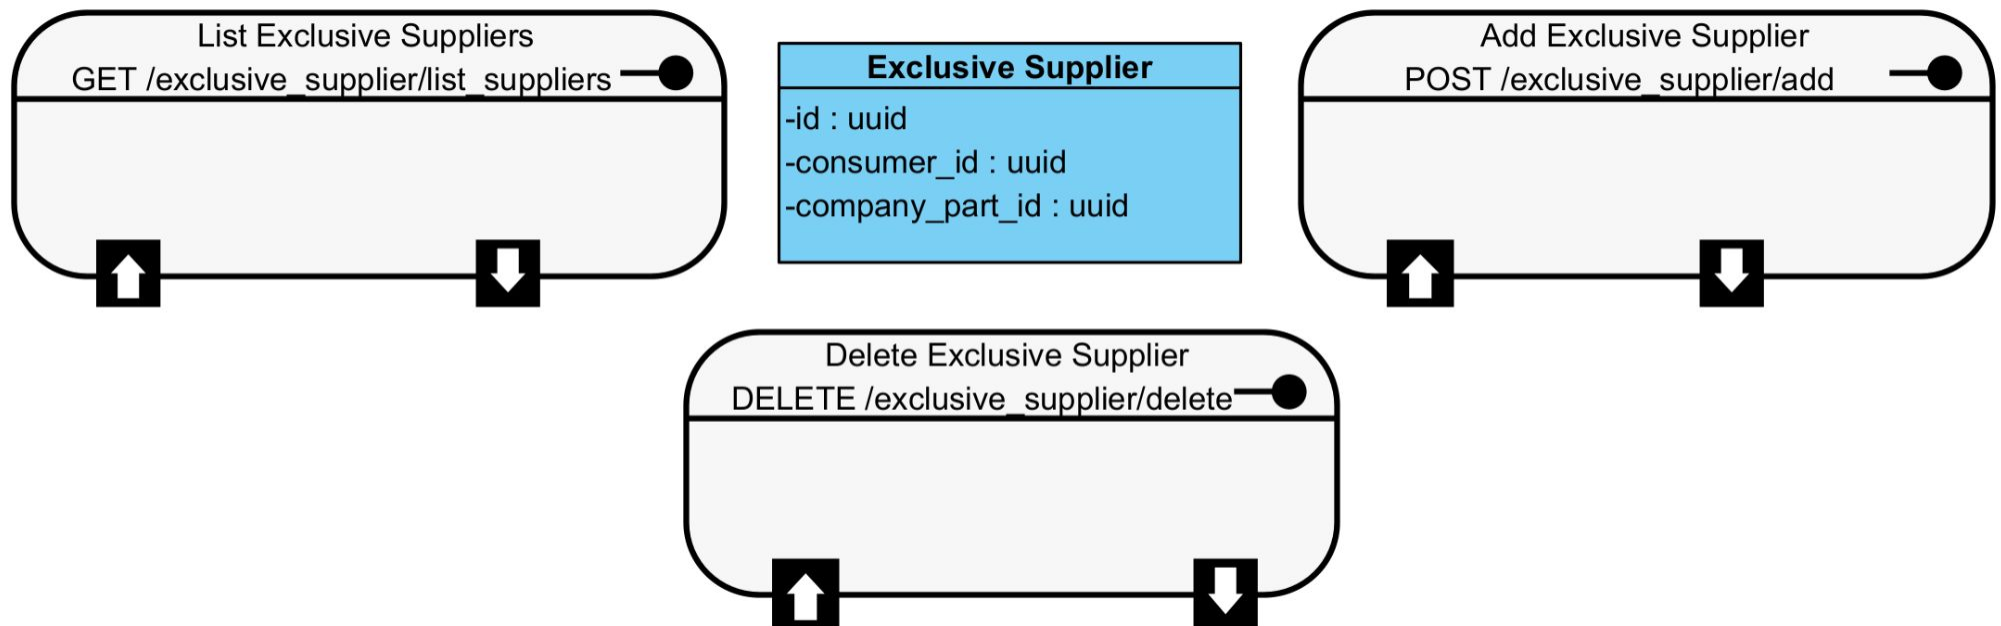 List Exclusive Suppliers
GET /exclusive_supplier/list_suppliers
Exclusive Supplier
-id : uuid
-consumer_id : uuid
-company_part_id : uuid
Add Exclusive Supplier
POST /exclusive_supplier/add
Delete Exclusive Supplier
DELETE /exclusive_supplier/delete